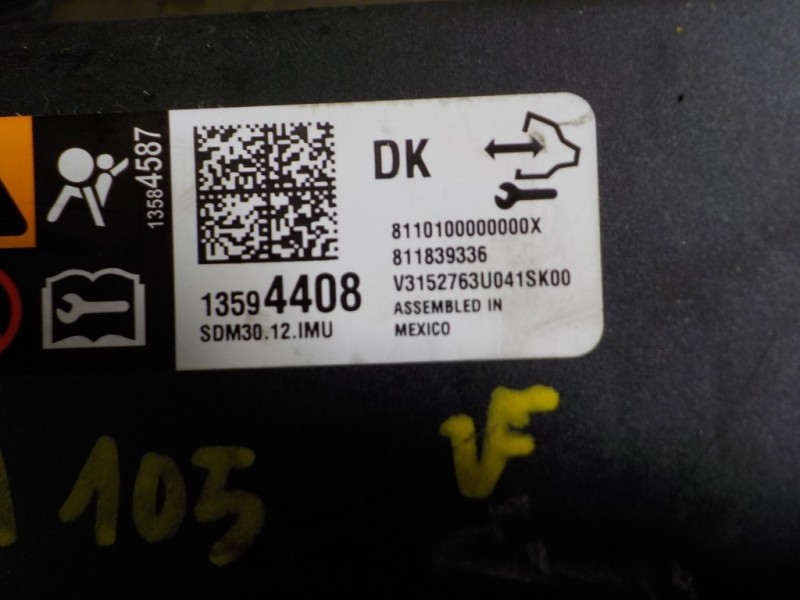 13584587
DK
8110100000000X
811839336
V3152763U041SK00
13594408
SDM30.12.IMU
ASSEMBLED IN
MEXICO
VF
105